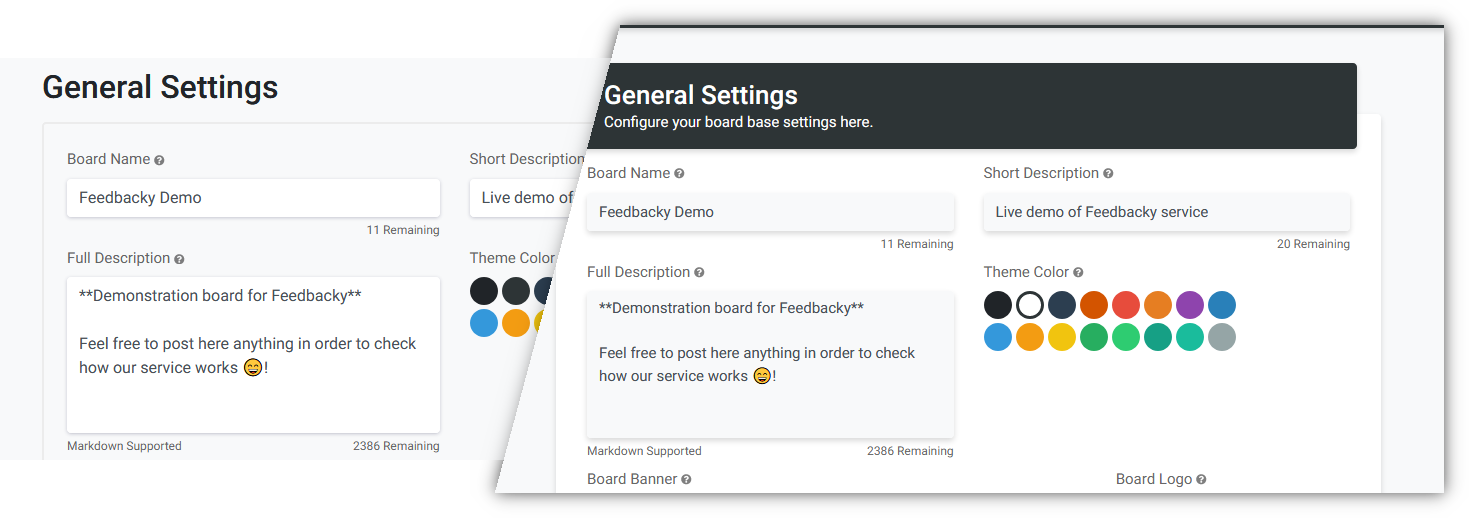 General Settings
Board Name
Short Description
Feedbacky Demo
Live demo of
11 Remaining
Full Description
Theme Color
**Demonstration board for Feedbacky**
Feel free to post here anything in order to check
how our service works 😄!
Markdown Supported
2386 Remaining
General Settings
Configure your board base settings here.
Board Name
Short Description
Feedbacky Demo
Live demo of Feedbacky service
11 Remaining
20 Remaining
Full Description
Theme Color
**Demonstration board for Feedbacky**
Feel free to post here anything in order to check
how our service works 😄!
Markdown Supported
2386 Remaining
Board Banner
Board Logo